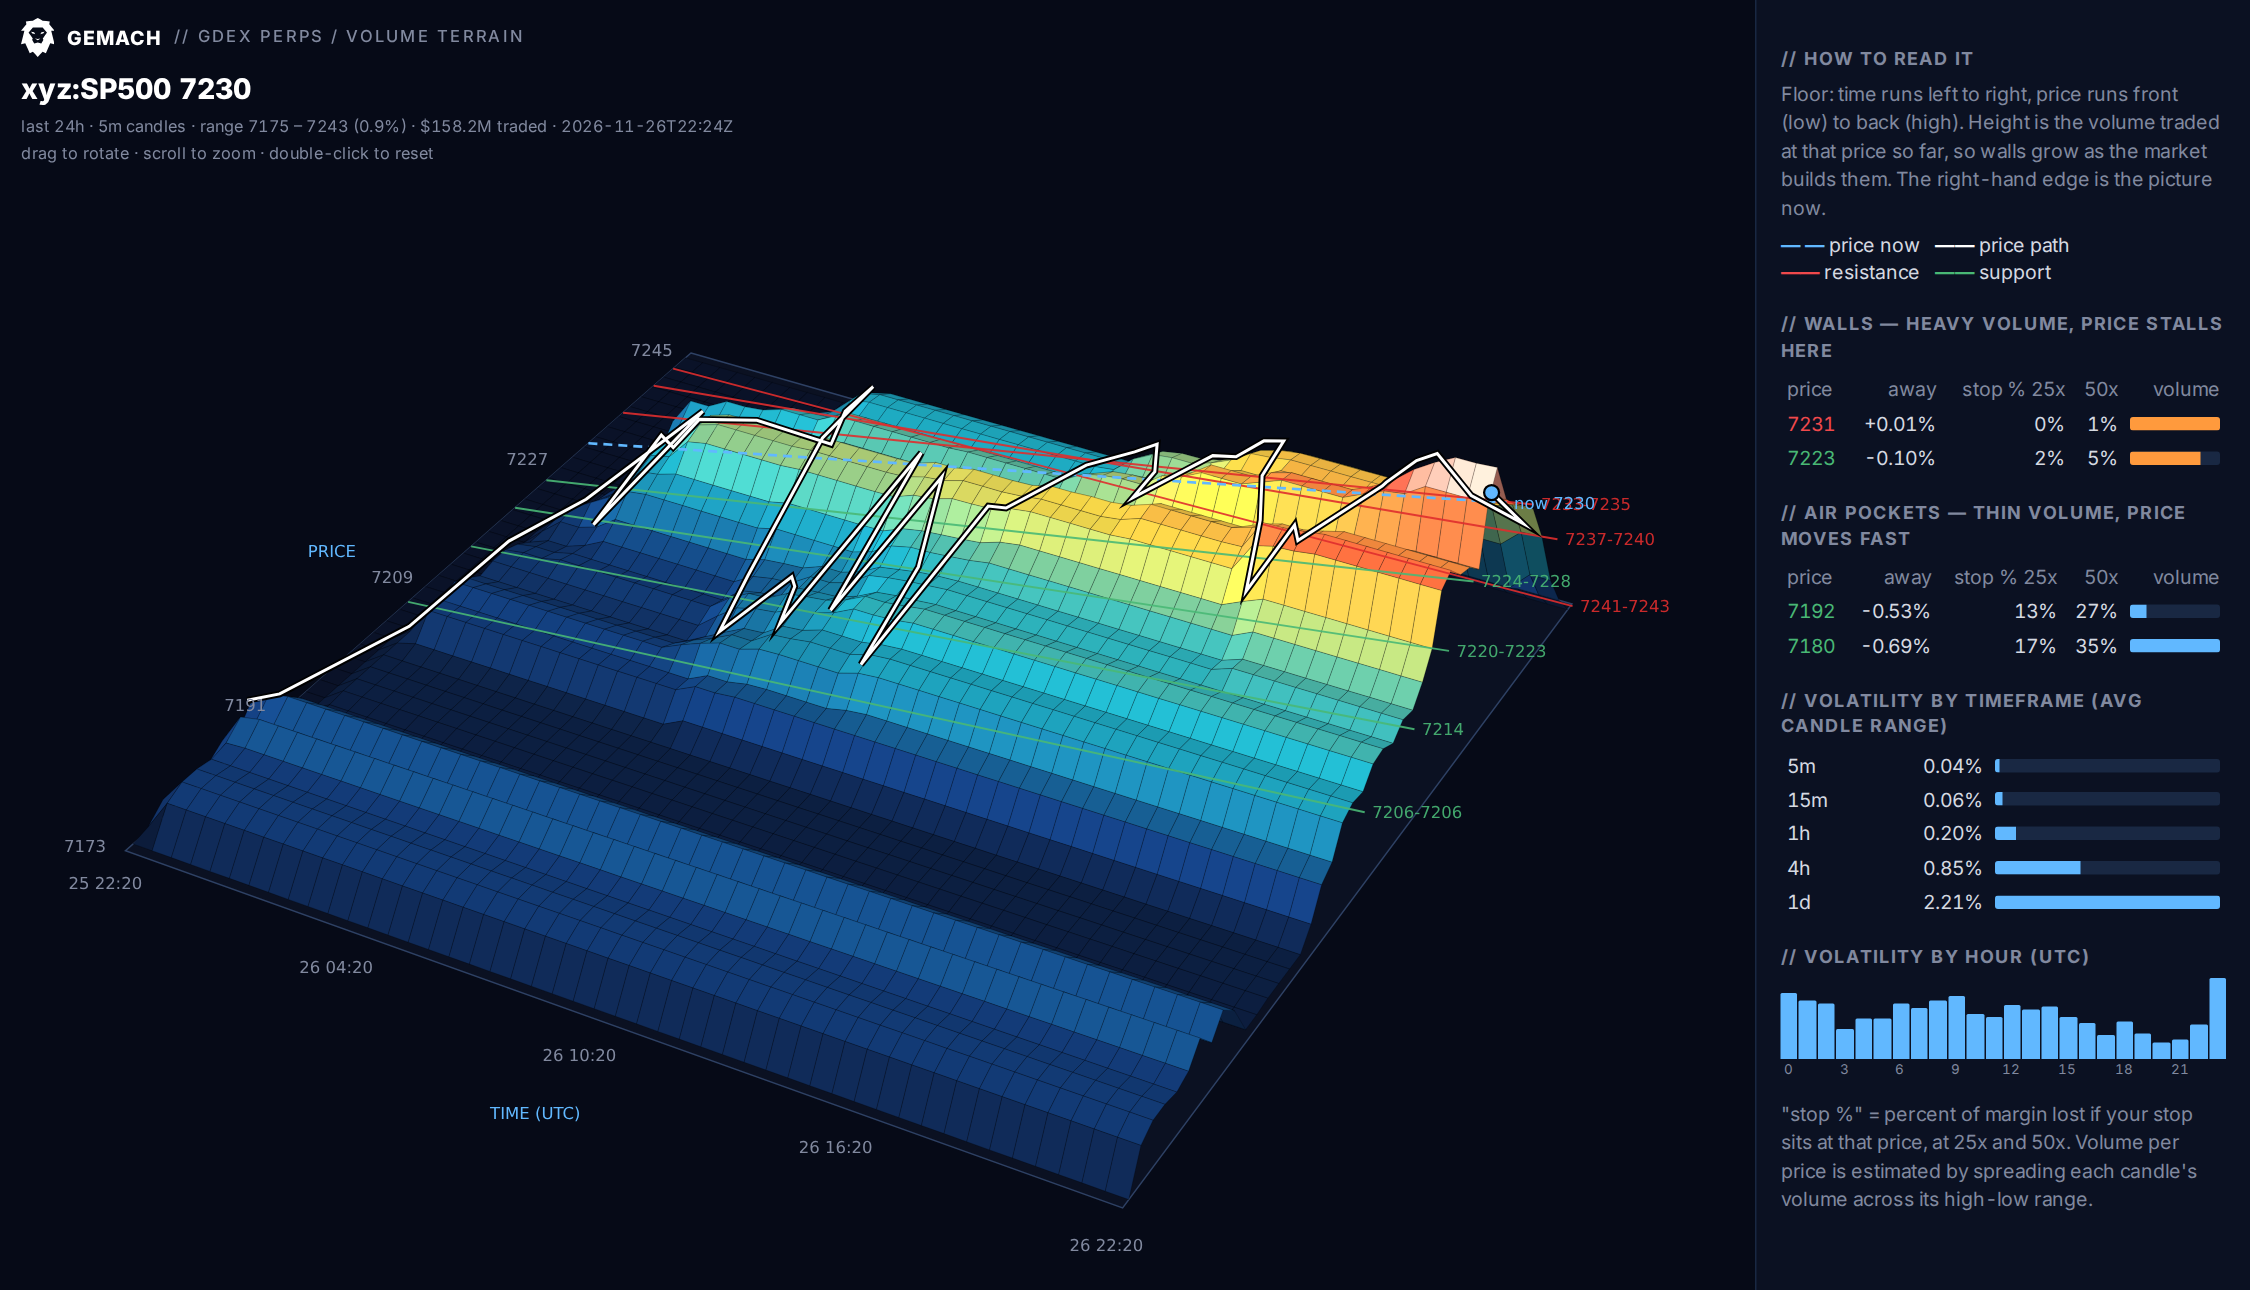 GEMACH // GDEX PERPS / VOLUME TERRAIN
xyz:SP500 7230
last 24h · 5m candles · range 7175 – 7243 (0.9%) · $158.2M traded · 2026-11-26T22:24Z
drag to rotate · scroll to zoom · double-click to reset
7245
7227
PRICE
7209
7191
7173
25 22:20
26 04:20
26 10:20
TIME (UTC)
26 16:20
26 22:20
now 7230
7235
7237-7240
7224-7228
7241-7243
7220-7223
7214
7206-7206
// HOW TO READ IT
Floor: time runs left to right, price runs front
(low) to back (high). Height is the volume traded
at that price so far, so walls grow as the market
builds them. The right-hand edge is the picture
now.
price now price path
resistance support
// WALLS — HEAVY VOLUME, PRICE STALLS
HERE
price away stop % 25x 50x volume
7231 +0.01% 0% 1%
7223 -0.10% 2% 5%
// AIR POCKETS — THIN VOLUME, PRICE
MOVES FAST
price away stop % 25x 50x volume
7192 -0.53% 13% 27%
7180 -0.69% 17% 35%
// VOLATILITY BY TIMEFRAME (AVG
CANDLE RANGE)
5m 0.04%
15m 0.06%
1h 0.20%
4h 0.85%
1d 2.21%
// VOLATILITY BY HOUR (UTC)
0 3 6 9 12 15 18 21
"stop %" = percent of margin lost if your stop
sits at that price, at 25x and 50x. Volume per
price is estimated by spreading each candle's
volume across its high-low range.